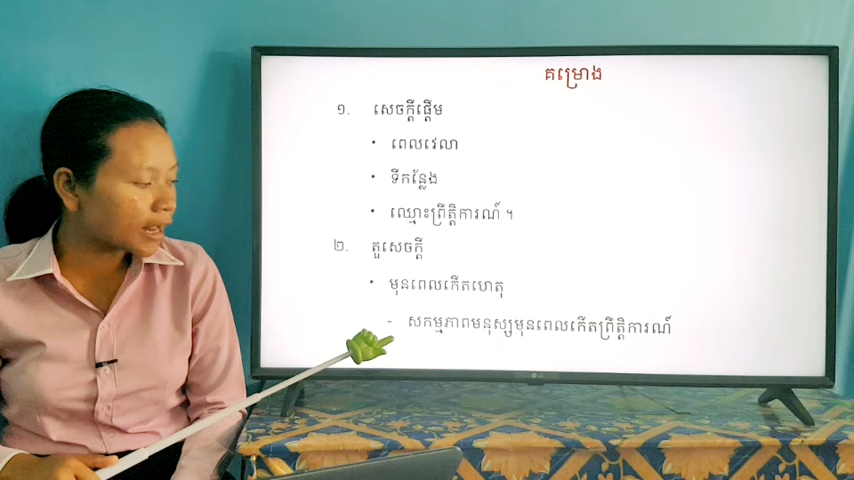 គម្រោង
១. សេចក្ដីផ្ដើម
• ពេលវេលា
• ទីកន្លែង
• ឈ្មោះព្រឹត្តិការណ៍ ។
២. តួសេចក្ដី
• មុនពេលកើតហេតុ
- សកម្មភាពមនុស្សមុនពេលកើតព្រឹត្តិការណ៍
LG